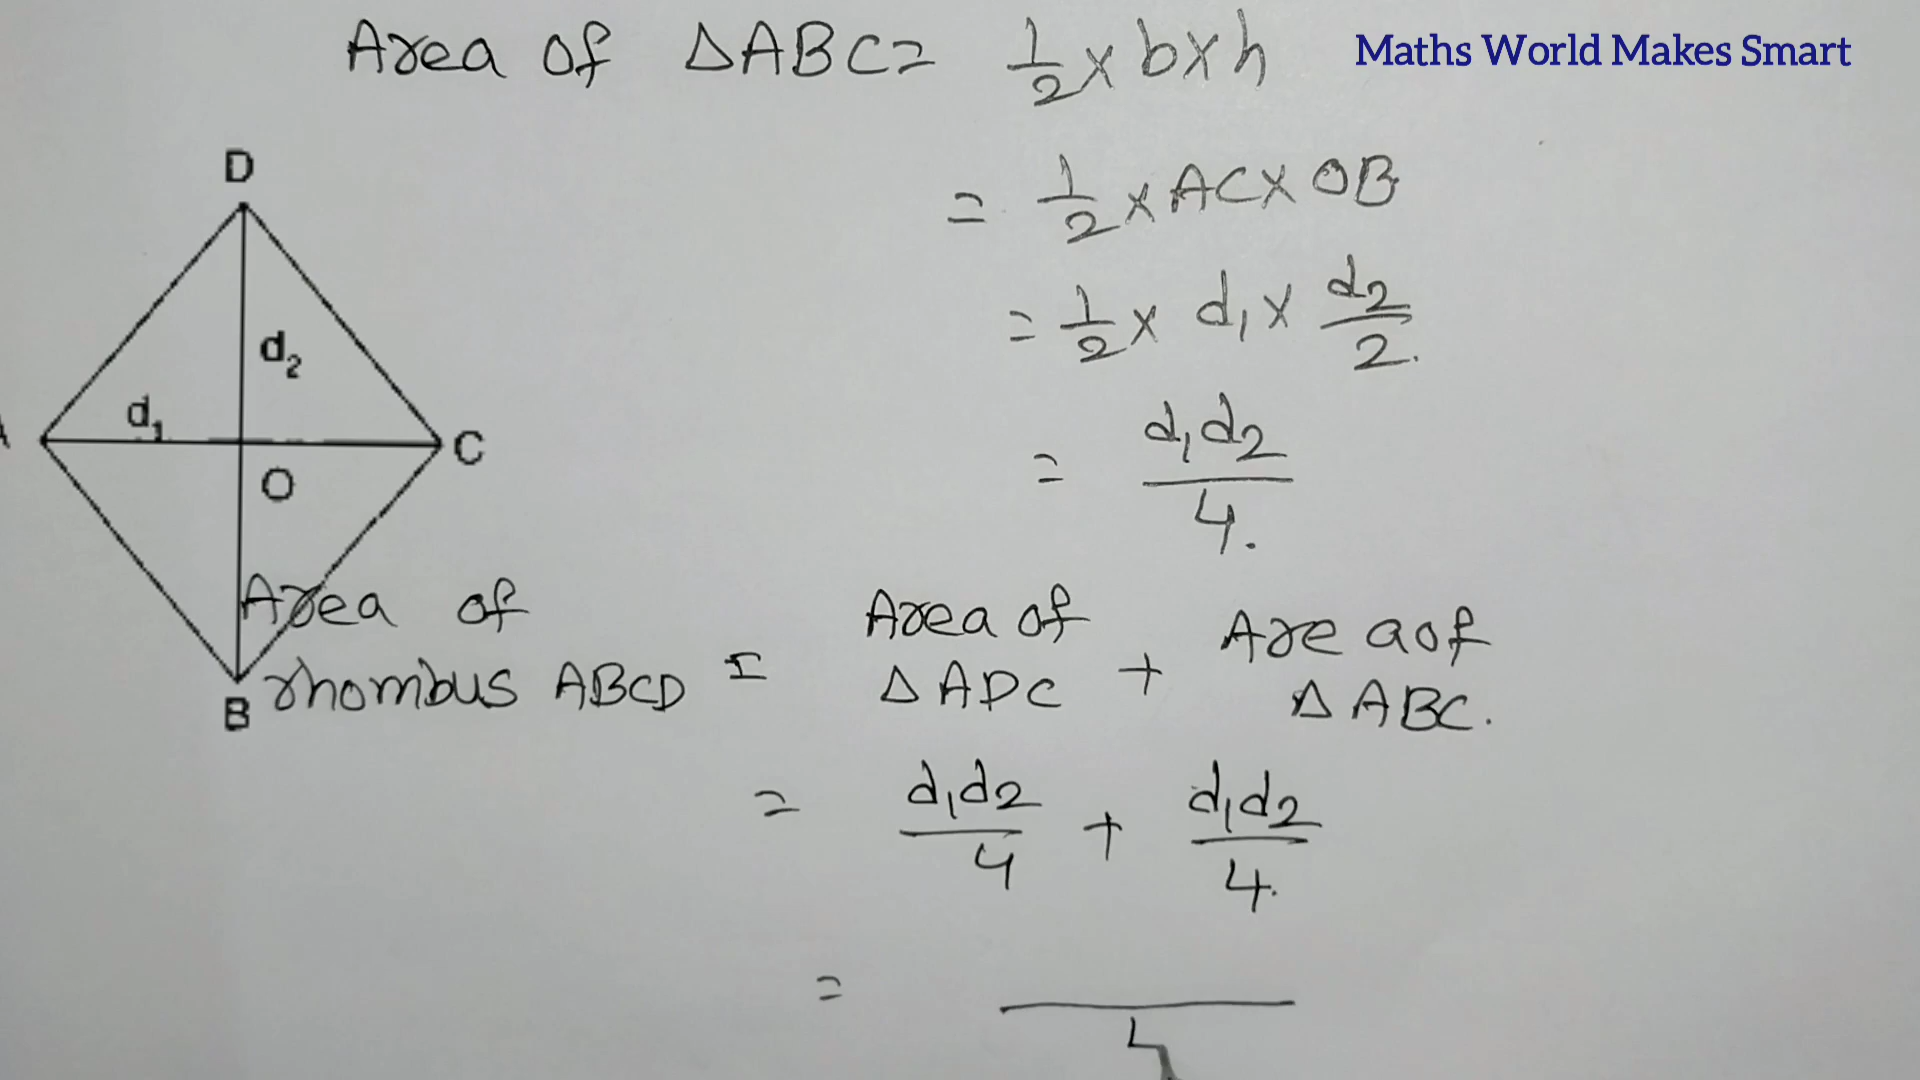 Area of ΔABC = 1/2 × b × h
Maths World Makes Smart
= 1/2 × AC × OB
= 1/2 × d₁ × d₂/2.
= d₁d₂/4.
D
d₂
d₁
A
C
O
B
Area of rhombus ABCD = Area of ΔADC + Area of ΔABC.
= d₁d₂/4 + d₁d₂/4.
= /4